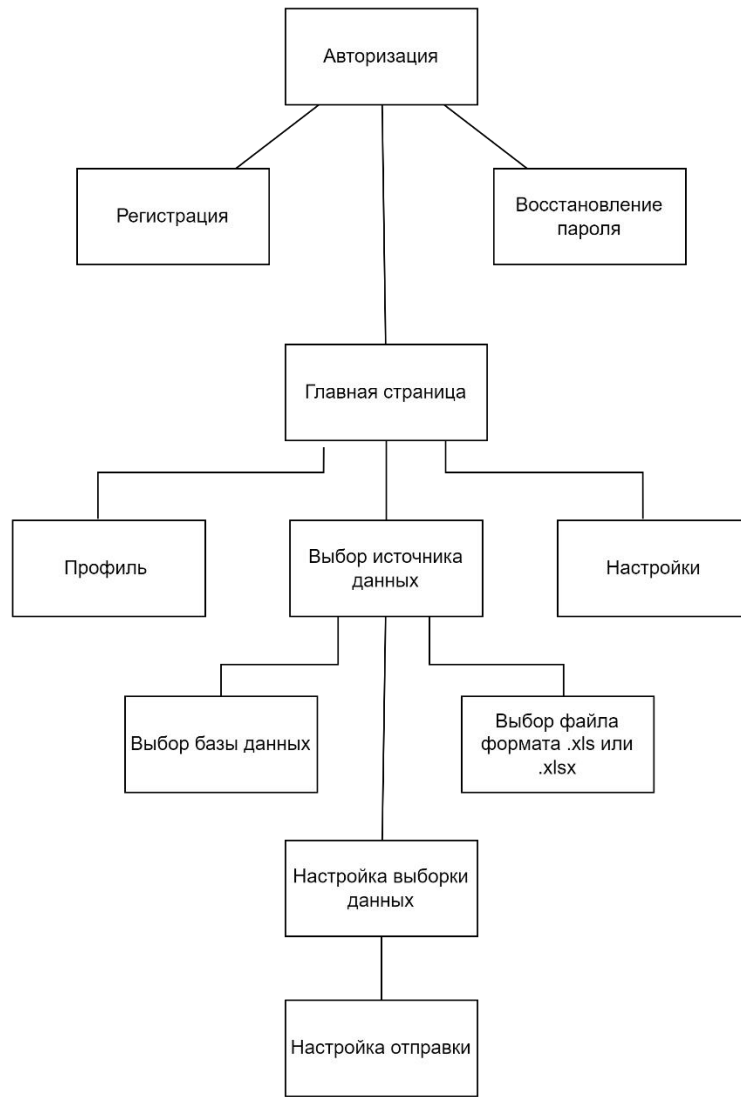 Авторизация
Регистрация
Восстановление
пароля
Главная страница
Профиль
Выбор источника
данных
Настройки
Выбор базы данных
Выбор файла
формата .xls или
.xlsx
Настройка выборки
данных
Настройка отправки